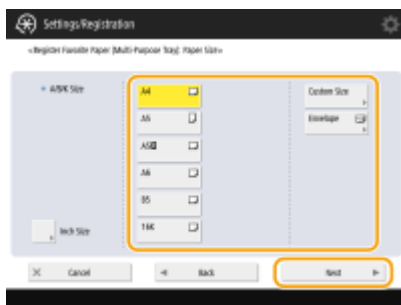 Settings/Registration
<Register Favorite Paper (Multi-Purpose Tray): Paper Size>
A/B/K Size
A4
Custom Size
A5
Envelope
A5R
A6
B5
Inch Size
16K
Cancel
Back
Next